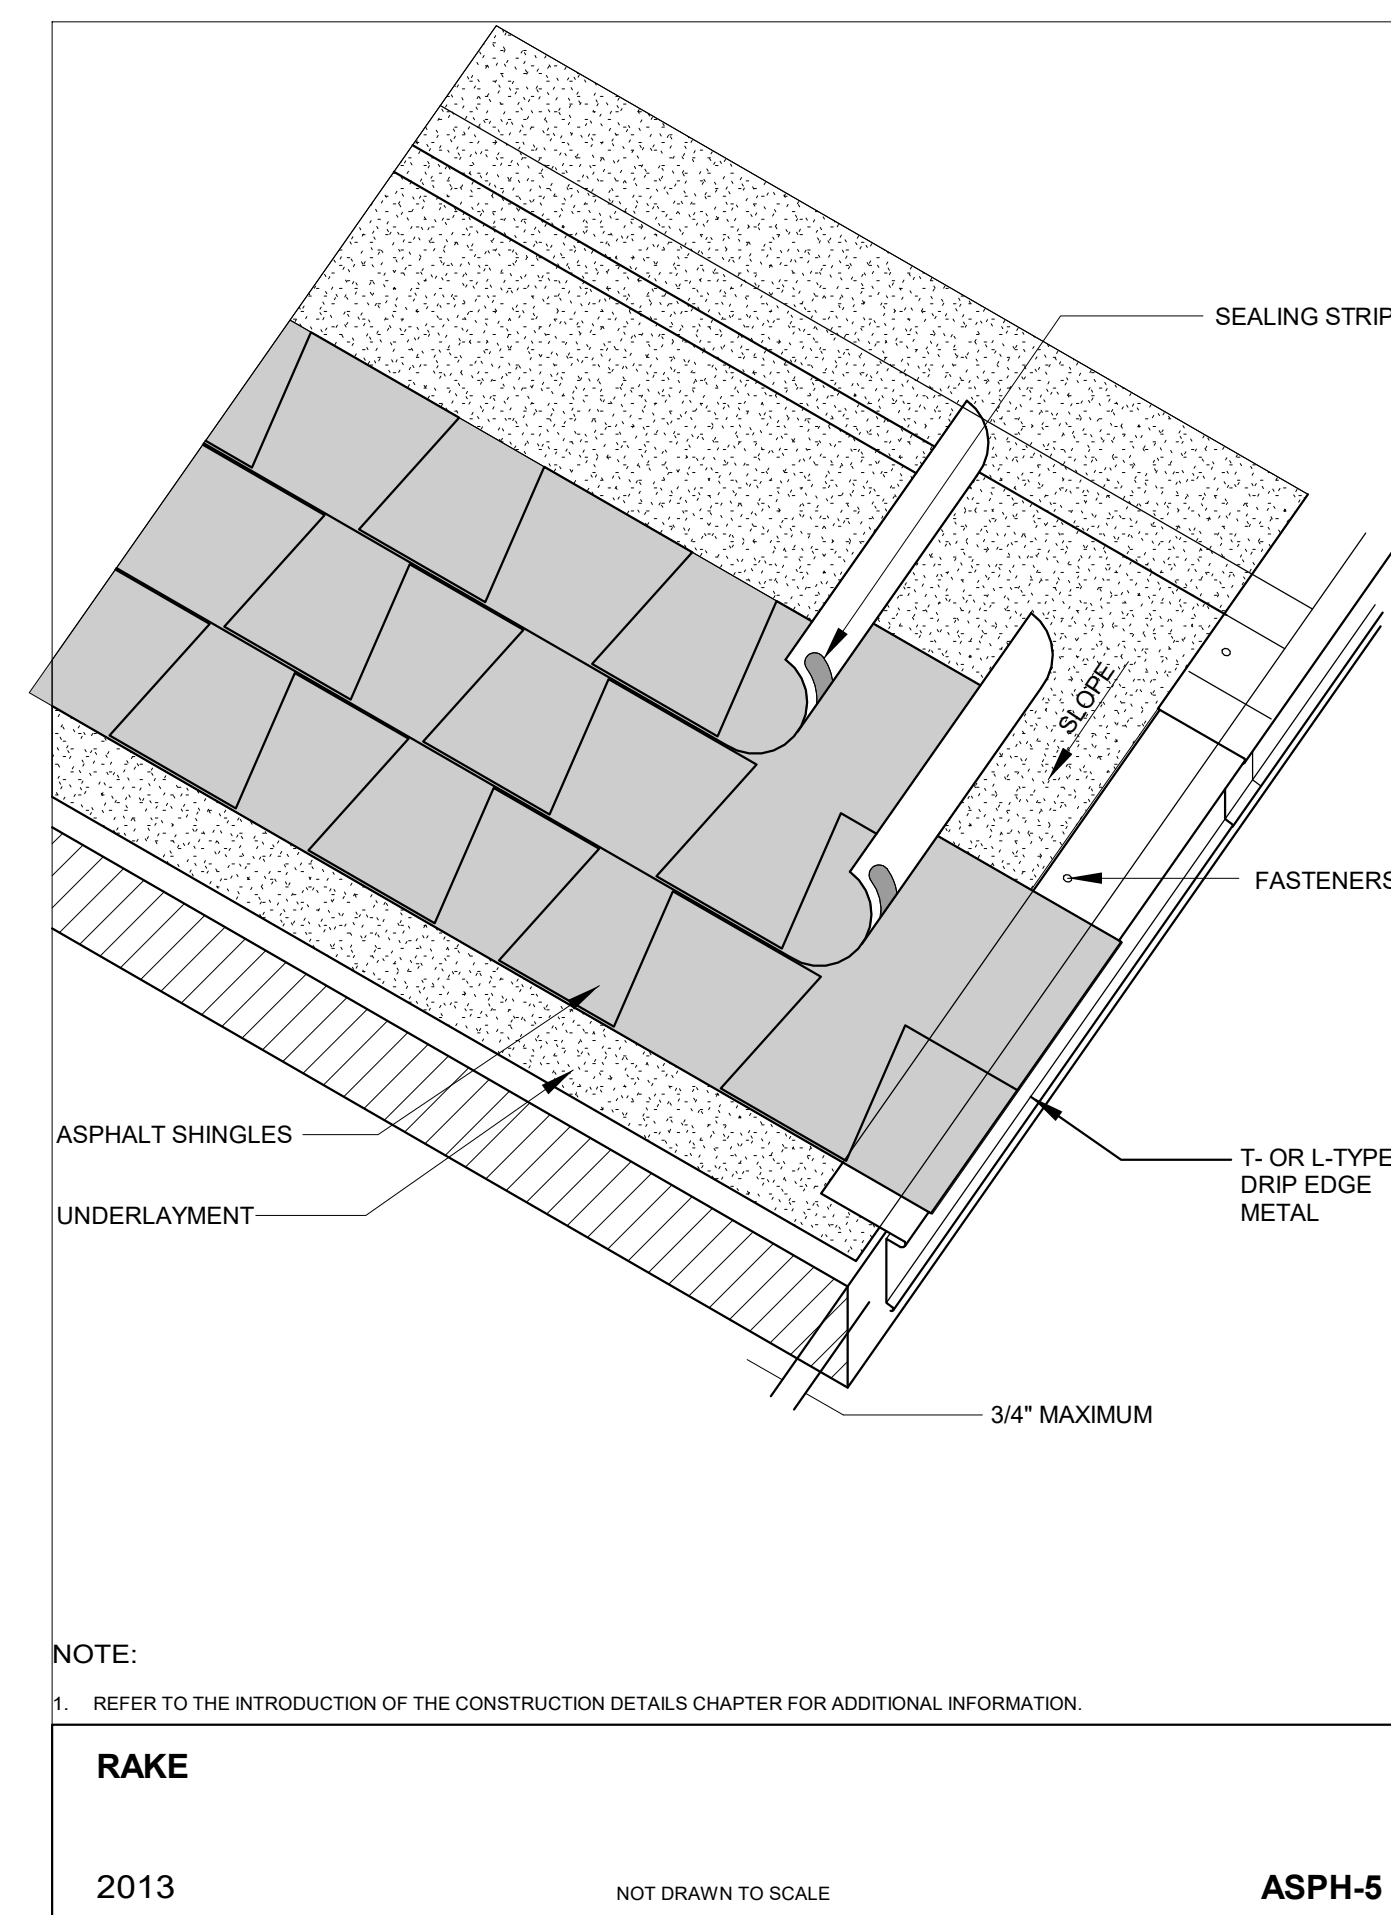 SEALING STRIP
SLOPE
FASTENERS
ASPHALT SHINGLES
T- OR L-TYPE
DRIP EDGE
METAL
UNDERLAYMENT
3/4" MAXIMUM
NOTE:
1. REFER TO THE INTRODUCTION OF THE CONSTRUCTION DETAILS CHAPTER FOR ADDITIONAL INFORMATION.
RAKE
2013
NOT DRAWN TO SCALE
ASPH-5